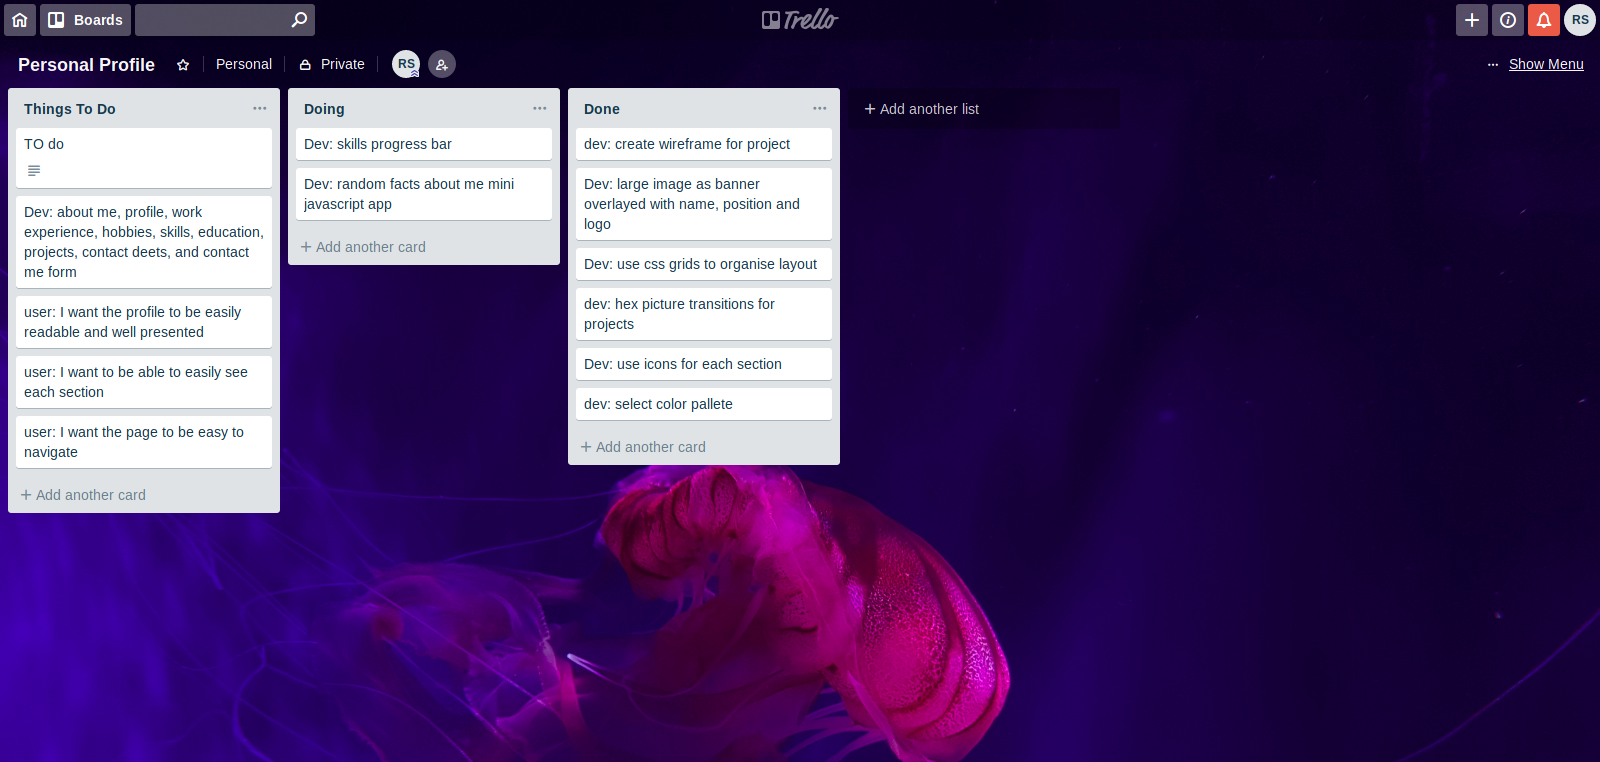 Boards
Trello
RS
Personal Profile
Personal
Private
RS
Show Menu
Things To Do
TO do
Dev: about me, profile, work
experience, hobbies, skills, education,
projects, contact deets, and contact
me form
user: I want the profile to be easily
readable and well presented
user: I want to be able to easily see
each section
user: I want the page to be easy to
navigate
+ Add another card
Doing
Dev: skills progress bar
Dev: random facts about me mini
javascript app
+ Add another card
Done
dev: create wireframe for project
Dev: large image as banner
overlayed with name, position and
logo
Dev: use css grids to organise layout
dev: hex picture transitions for
projects
Dev: use icons for each section
dev: select color pallete
+ Add another card
+ Add another list